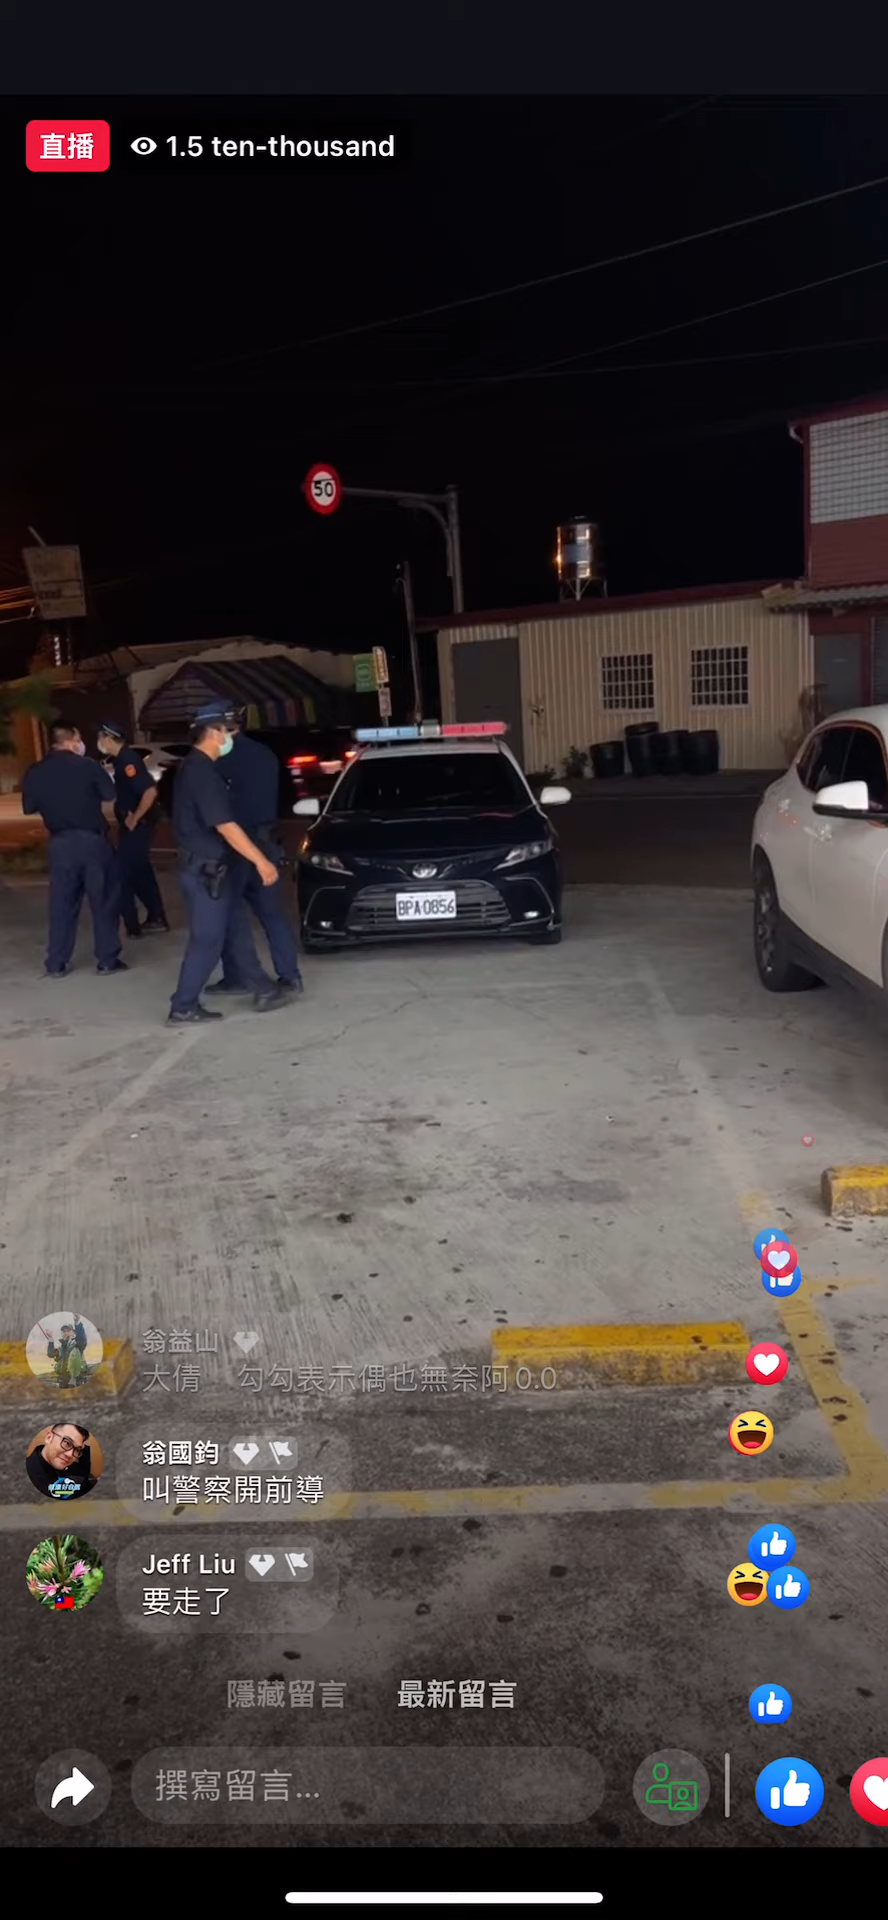 直播 1.5 ten-thousand
50
BPA 0856
翁益山
大倩 勾勾表示偶也無奈阿0.0
翁國鈞
叫警察開前導
Jeff Liu
要走了
隱藏留言 最新留言
撰寫留言...